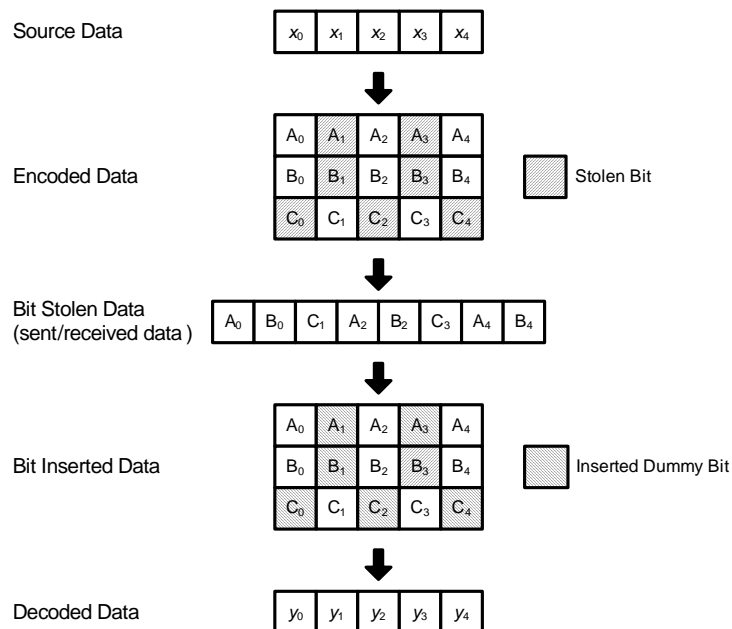 Source Data
x₀ x₁ x₂ x₃ x₄
A₀ A₁ A₂ A₃ A₄
Encoded Data
B₀ B₁ B₂ B₃ B₄
Stolen Bit
C₀ C₁ C₂ C₃ C₄
Bit Stolen Data
(sent/received data )
A₀ B₀ C₁ A₂ B₂ C₃ A₄ B₄
A₀ A₁ A₂ A₃ A₄
Bit Inserted Data
B₀ B₁ B₂ B₃ B₄
Inserted Dummy Bit
C₀ C₁ C₂ C₃ C₄
Decoded Data
y₀ y₁ y₂ y₃ y₄